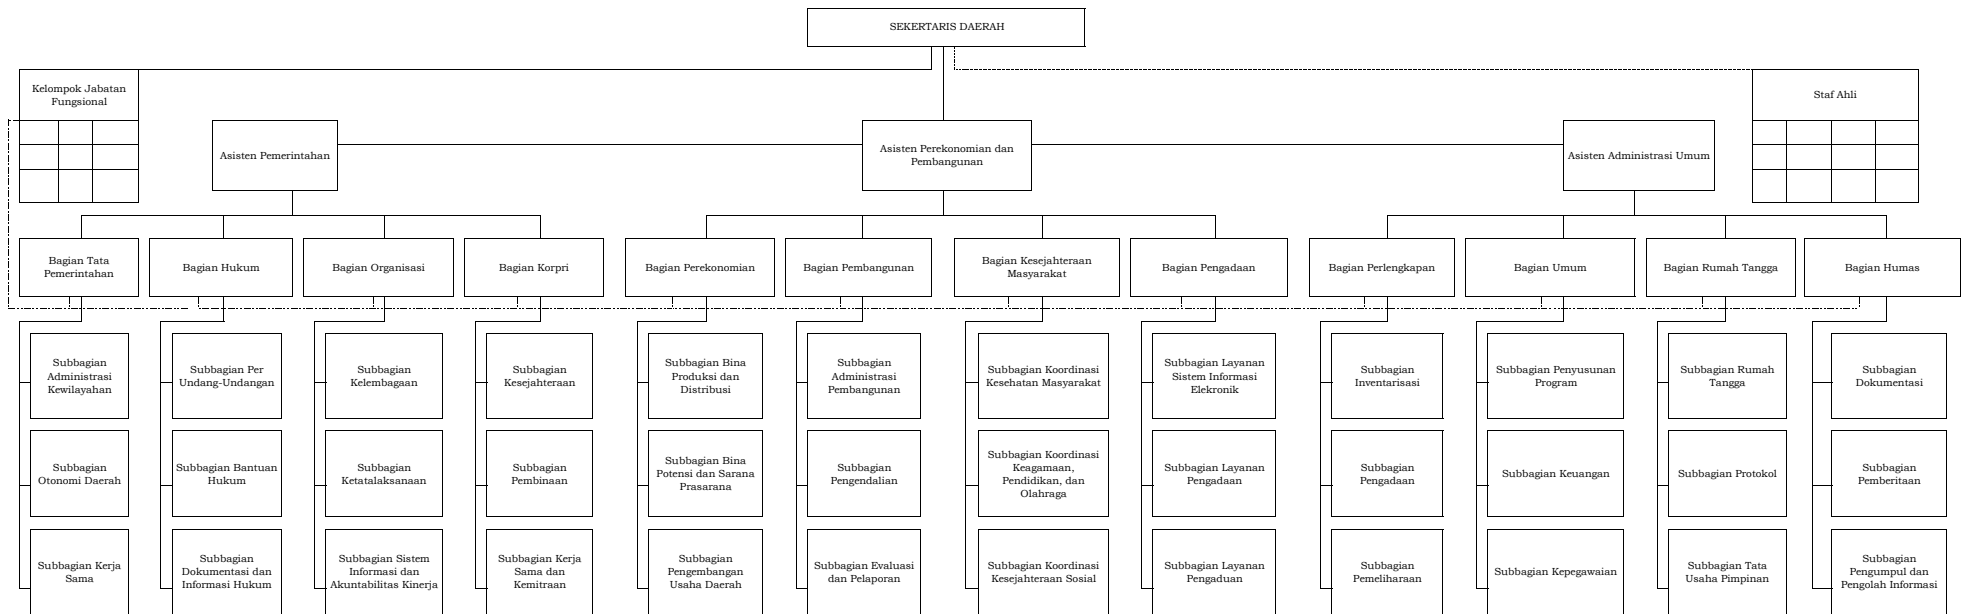 SEKERTARIS DAERAH
Kelompok Jabatan
Fungsional
Staf Ahli
Asisten Pemerintahan
Asisten Perekonomian dan
Pembangunan
Asisten Administrasi Umum
Bagian Tata
Pemerintahan
Bagian Hukum
Bagian Organisasi
Bagian Korpri
Bagian Perekonomian
Bagian Pembangunan
Bagian Kesejahteraan
Masyarakat
Bagian Pengadaan
Bagian Perlengkapan
Bagian Umum
Bagian Rumah Tangga
Bagian Humas
Subbagian
Administrasi
Kewilayahan
Subbagian Per
Undang-Undangan
Subbagian
Kelembagaan
Subbagian
Kesejahteraan
Subbagian Bina
Produksi dan
Distribusi
Subbagian
Administrasi
Pembangunan
Subbagian Koordinasi
Kesehatan Masyarakat
Subbagian Layanan
Sistem Informasi
Elekronik
Subbagian
Inventarisasi
Subbagian Penyusunan
Program
Subbagian Rumah
Tangga
Subbagian
Dokumentasi
Subbagian
Otonomi Daerah
Subbagian Bantuan
Hukum
Subbagian
Ketatalaksanaan
Subbagian
Pembinaan
Subbagian Bina
Potensi dan Sarana
Prasarana
Subbagian
Pengendalian
Subbagian Koordinasi
Keagamaan,
Pendidikan, dan
Olahraga
Subbagian Layanan
Pengadaan
Subbagian
Pengadaan
Subbagian Keuangan
Subbagian Protokol
Subbagian
Pemberitaan
Subbagian Kerja
Sama
Subbagian
Dokumentasi dan
Informasi Hukum
Subbagian Sistem
Informasi dan
Akuntabilitas Kinerja
Subbagian Kerja
Sama dan
Kemitraan
Subbagian
Pengembangan
Usaha Daerah
Subbagian Evaluasi
dan Pelaporan
Subbagian Koordinasi
Kesejahteraan Sosial
Subbagian Layanan
Pengaduan
Subbagian
Pemeliharaan
Subbagian Kepegawaian
Subbagian Tata
Usaha Pimpinan
Subbagian
Pengumpul dan
Pengolah Informasi